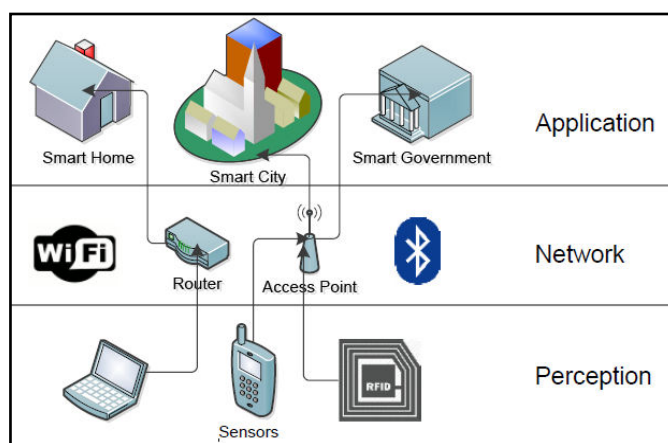 Smart Home
Smart City
Smart Government
Application
WiFi
Router
Access Point
Network
RFID
Sensors
Perception